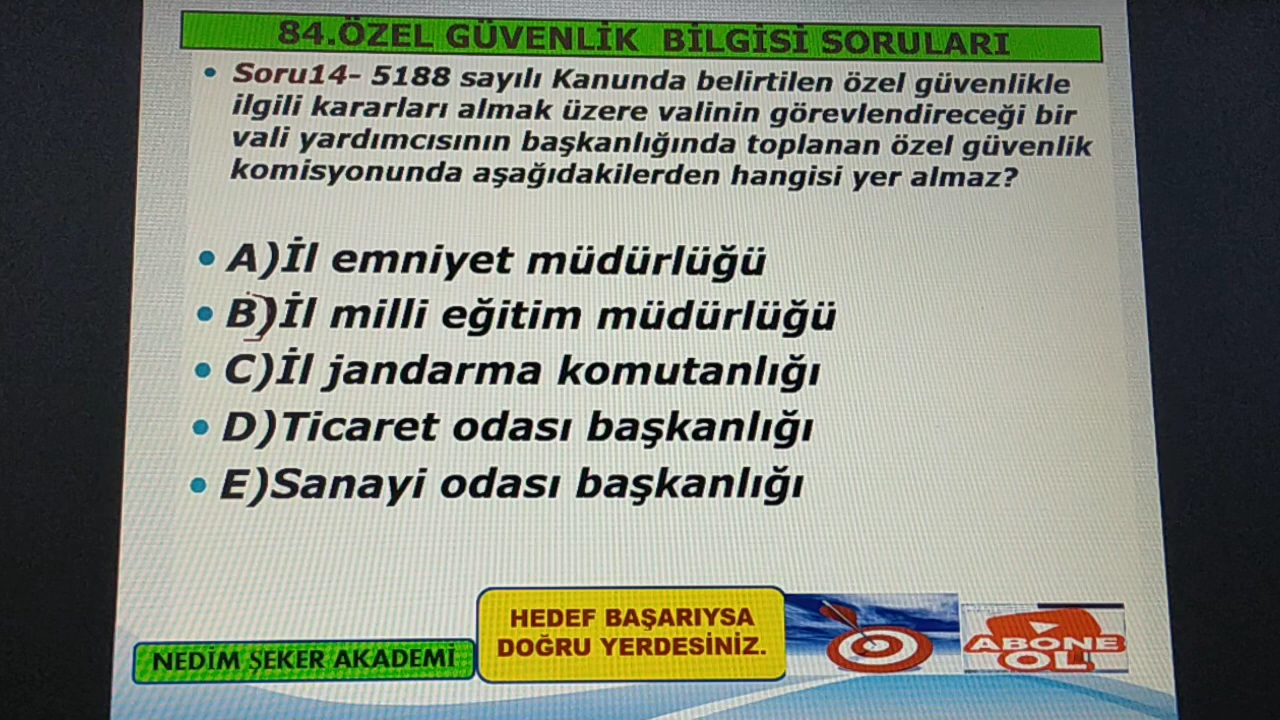 84.ÖZEL GÜVENLİK BİLGİSİ SORULARI
• Soru14- 5188 sayılı Kanunda belirtilen özel güvenlikle
ilgili kararları almak üzere valinin görevlendireceği bir
vali yardımcısının başkanlığında toplanan özel güvenlik
komisyonunda aşağıdakilerden hangisi yer almaz?
• A)İl emniyet müdürlüğü
• B)İl milli eğitim müdürlüğü
• C)İl jandarma komutanlığı
• D)Ticaret odası başkanlığı
• E)Sanayi odası başkanlığı
HEDEF BAŞARIYSA
DOĞRU YERDESİNİZ.
NEDİM ŞEKER AKADEMİ
ABONE
OL